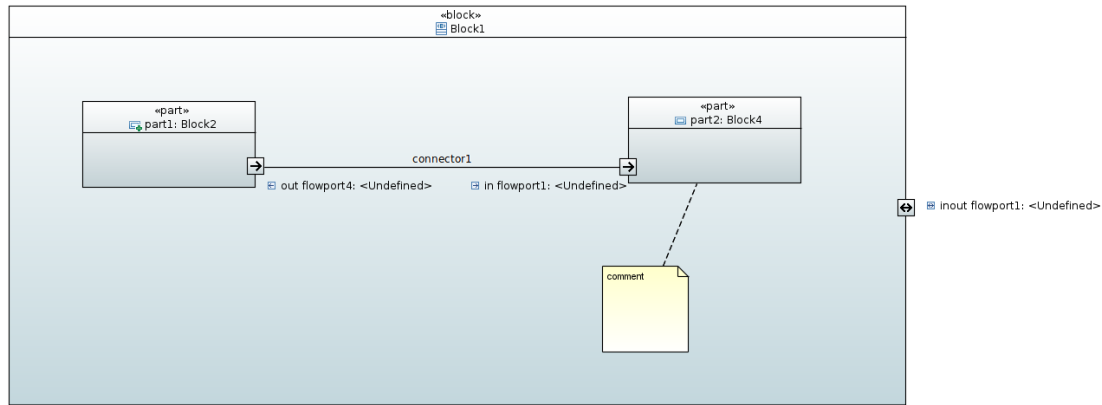 «block»
Block1
«part»
part1: Block2
«part»
part2: Block4
connector1
out flowport4: <Undefined>
in flowport1: <Undefined>
inout flowport1: <Undefined>
comment